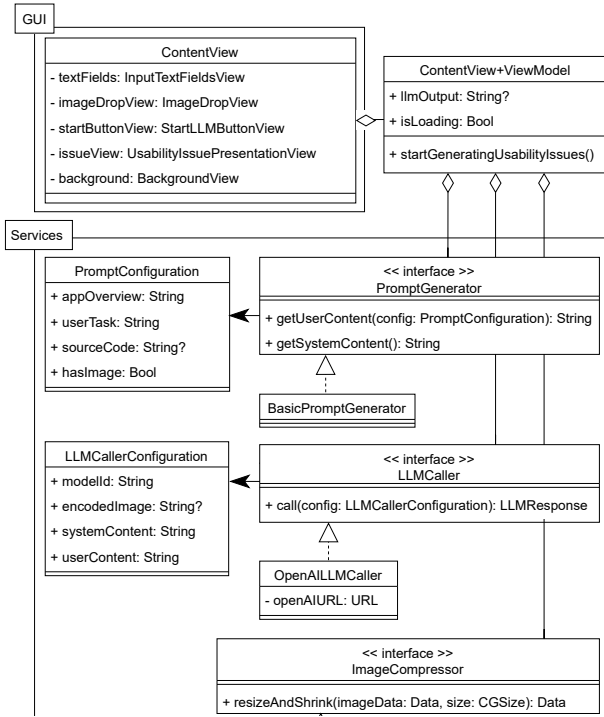 GUI
ContentView
- textFields: InputTextFieldsView
- imageDropView: ImageDropView
- startButtonView: StartLLMButtonView
- issueView: UsabilityIssuePresentationView
- background: BackgroundView
ContentView+ViewModel
+ llmOutput: String?
+ isLoading: Bool
+ startGeneratingUsabilityIssues()
Services
PromptConfiguration
+ appOverview: String
+ userTask: String
+ sourceCode: String?
+ hasImage: Bool
<< interface >>
PromptGenerator
+ getUserContent(config: PromptConfiguration): String
+ getSystemContent(): String
BasicPromptGenerator
LLMCallerConfiguration
+ modelId: String
+ encodedImage: String?
+ systemContent: String
+ userContent: String
<< interface >>
LLMCaller
+ call(config: LLMCallerConfiguration): LLMResponse
OpenAILLMCaller
- openAIURL: URL
<< interface >>
ImageCompressor
+ resizeAndShrink(imageData: Data, size: CGSize): Data